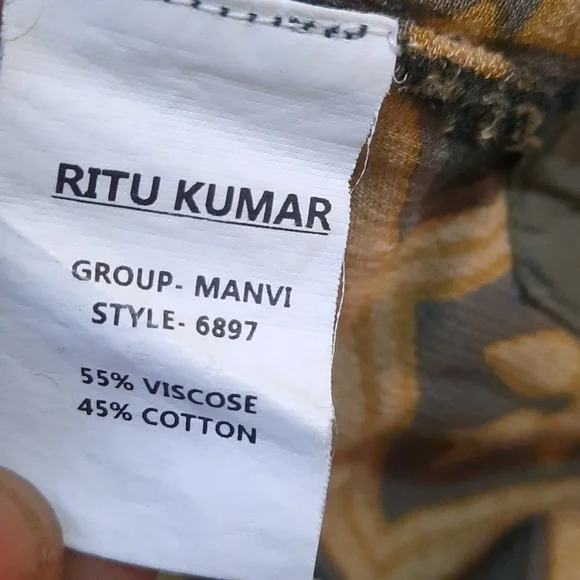 RITU KUMAR
GROUP- MANVI
STYLE- 6897
55% VISCOSE
45% COTTON